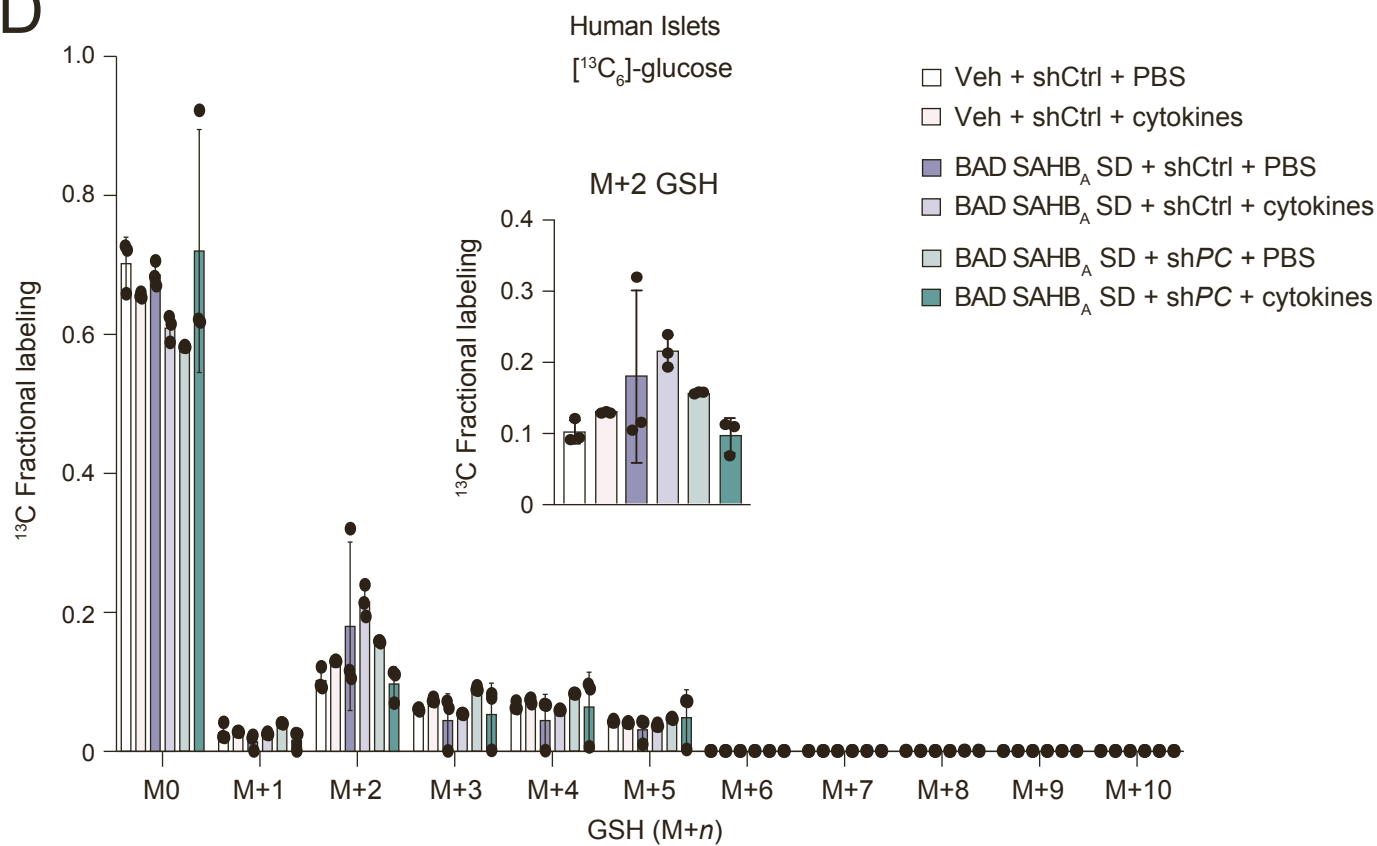 D
Human Islets
[¹³C₆]-glucose
Veh + shCtrl + PBS
Veh + shCtrl + cytokines
BAD SAHB_A SD + shCtrl + PBS
BAD SAHB_A SD + shCtrl + cytokines
BAD SAHB_A SD + shPC + PBS
BAD SAHB_A SD + shPC + cytokines
¹³C Fractional labeling
1.0
0.8
0.6
0.4
0.2
0
M+2 GSH
¹³C Fractional labeling
0.4
0.3
0.2
0.1
0
M0 M+1 M+2 M+3 M+4 M+5 M+6 M+7 M+8 M+9 M+10
GSH (M+n)